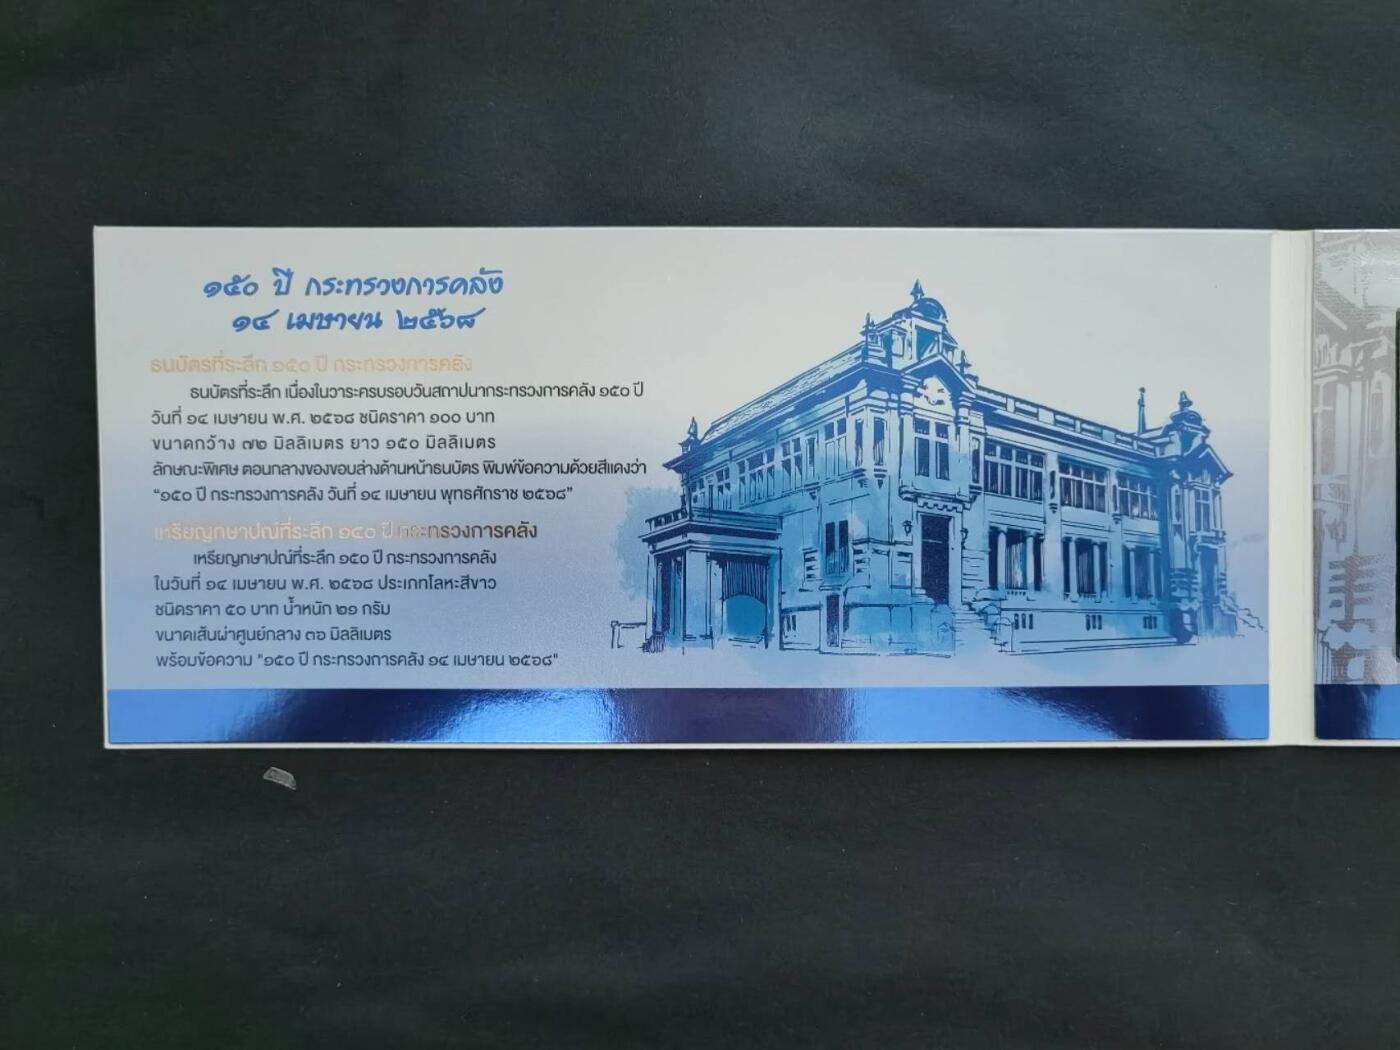 ๑๕๐ ปี กระทรวงการคลัง
๑๔ เมษายน ๒๕๖๘
ธนบัตรที่ระลึก ๑๕๐ ปี กระทรวงการคลัง
ธนบัตรที่ระลึก เนื่องในวาระครบรอบวันสถาปนากระทรวงการคลัง ๑๕๐ ปี
วันที่ ๑๔ เมษายน พ.ศ. ๒๕๖๘ ชนิดราคา ๑๐๐ บาท
ขนาดกว้าง ๗๒ มิลลิเมตร ยาว ๑๕๐ มิลลิเมตร
ลักษณะพิเศษ ตอนกลางของขอบล่างด้านหน้าธนบัตร พิมพ์ข้อความด้วยสีแดงว่า
"๑๕๐ ปี กระทรวงการคลัง วันที่ ๑๔ เมษายน พุทธศักราช ๒๕๖๘"
เหรียญกษาปณ์ที่ระลึก ๑๕๐ ปี กระทรวงการคลัง
เหรียญกษาปณ์ที่ระลึก ๑๕๐ ปี กระทรวงการคลัง
ในวันที่ ๑๔ เมษายน พ.ศ. ๒๕๖๘ ประเภทโลหะสีขาว
ชนิดราคา ๕๐ บาท น้ำหนัก ๒๑ กรัม
ขนาดเส้นผ่าศูนย์กลาง ๓๖ มิลลิเมตร
พร้อมข้อความ "๑๕๐ ปี กระทรวงการคลัง ๑๔ เมษายน ๒๕๖๘"